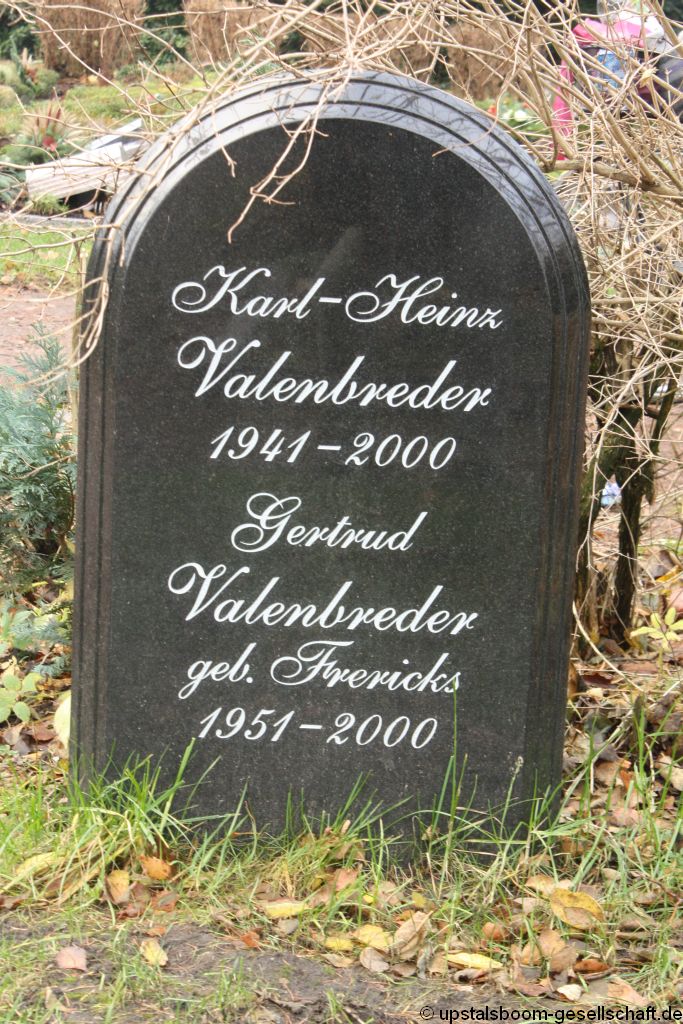 Karl-Heinz
Valenbreder
1941-2000
Gertrud
Valenbreder
geb. Frericks
1951-2000
© upstalsboom-gesellschaft.de